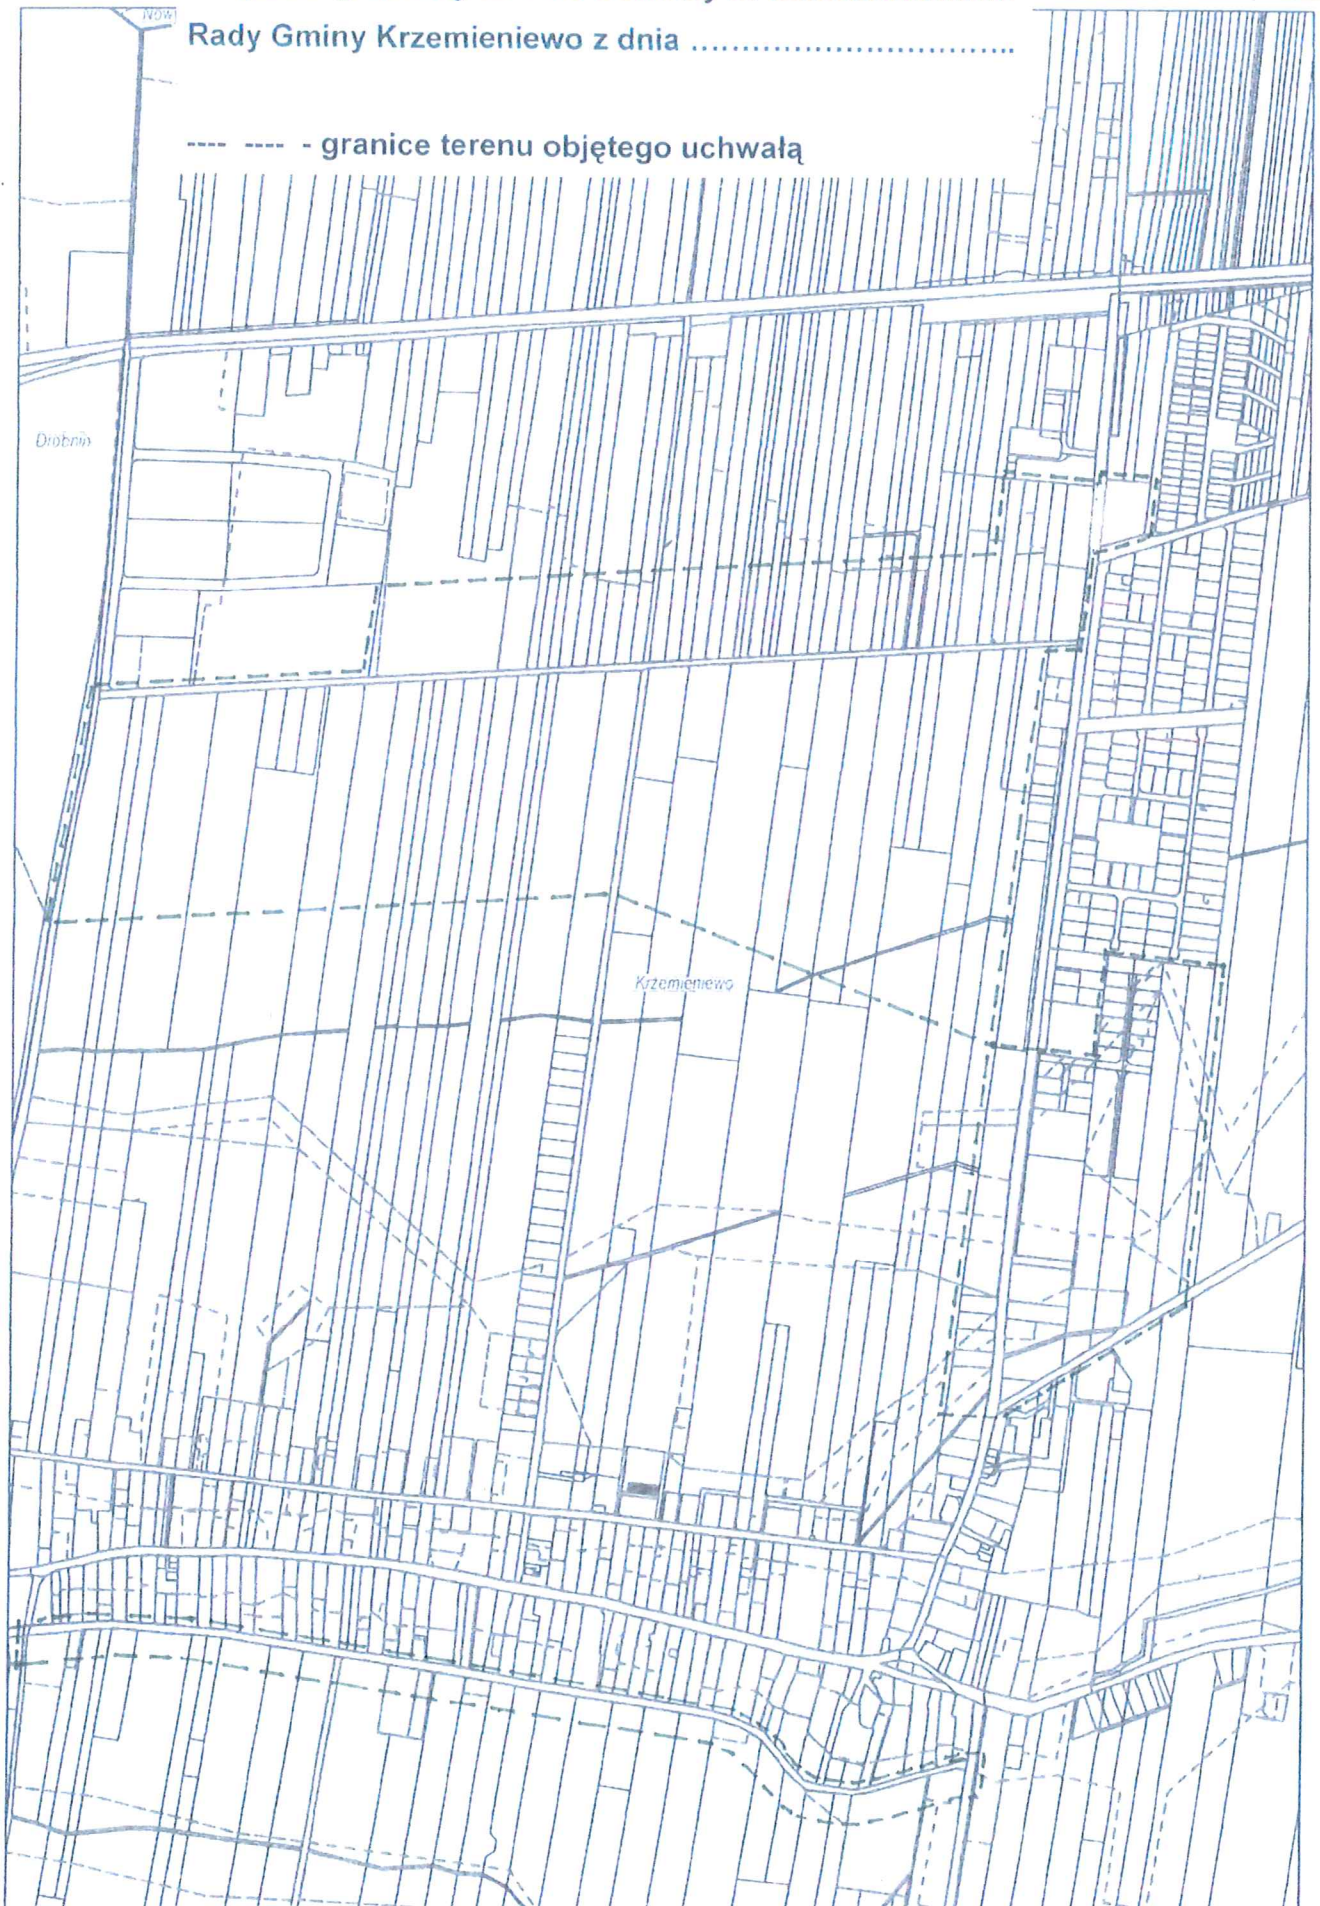 Rady Gminy Krzemieniewo z dnia ................................
---- ---- - granice terenu objętego uchwałą
Drobnin
Krzemieniewo